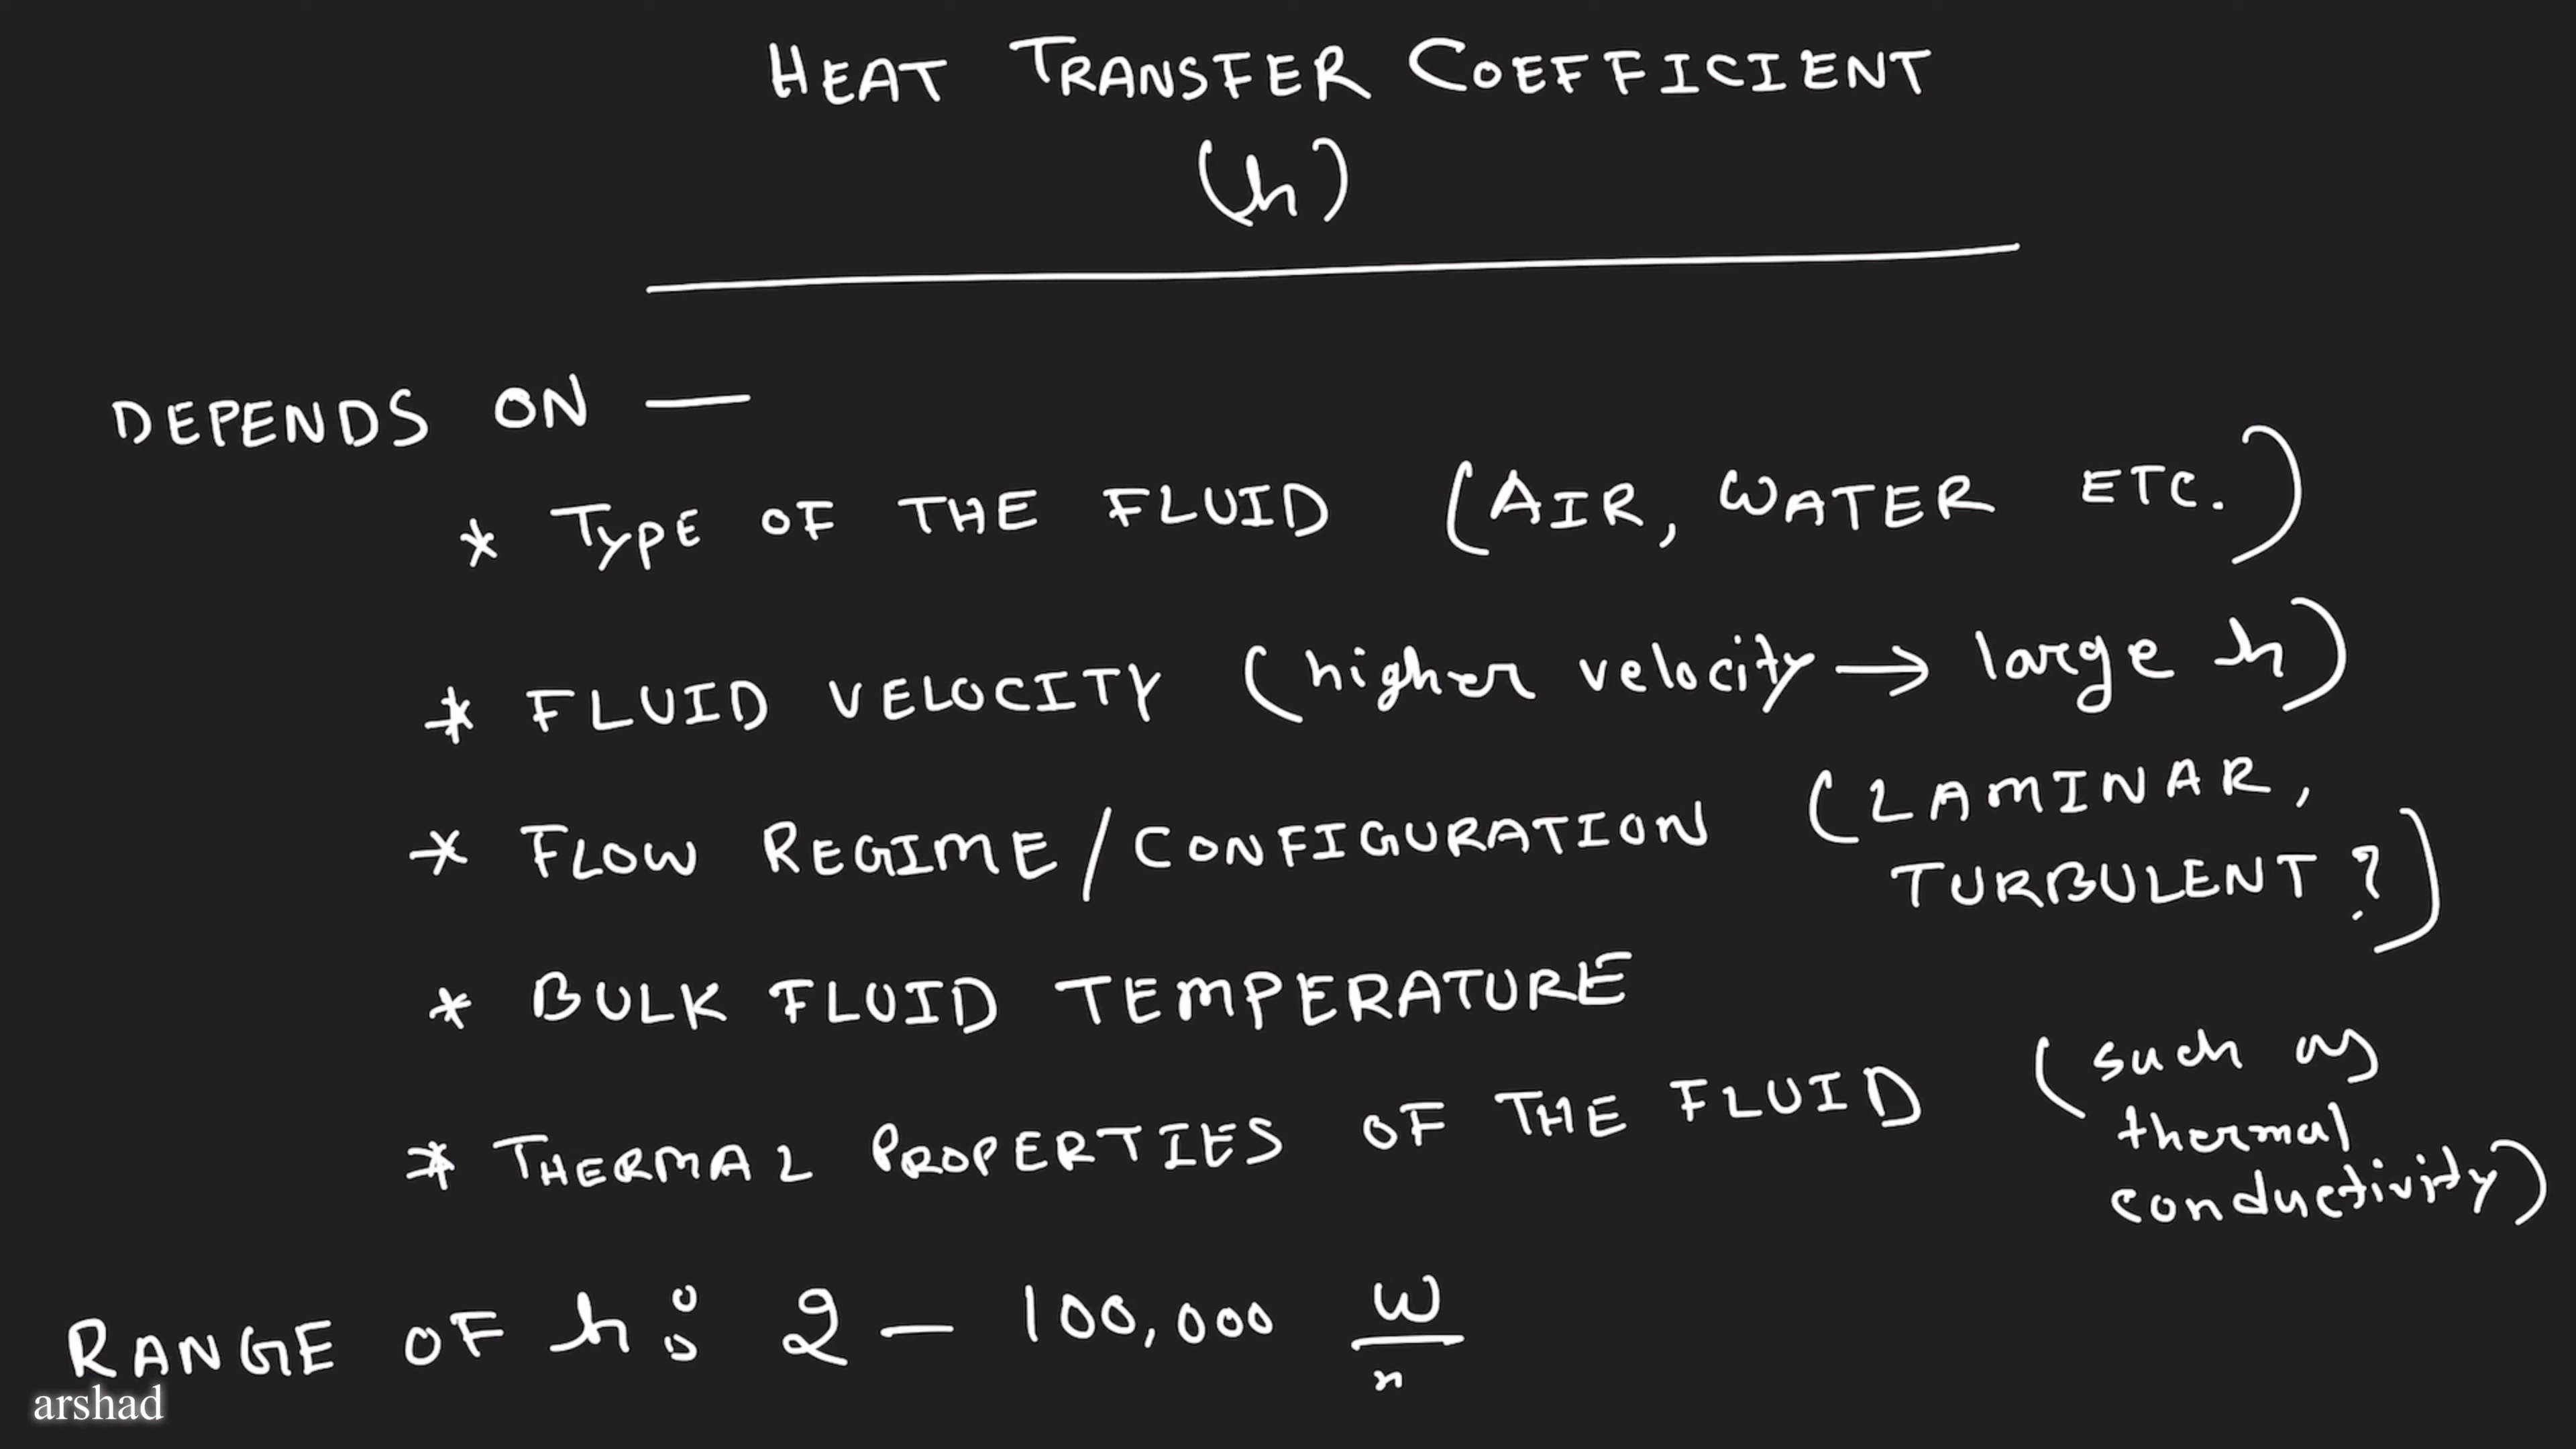 HEAT TRANSFER COEFFICIENT
(h)
DEPENDS ON —
* TYPE OF THE FLUID (AIR, WATER ETC.)
* FLUID VELOCITY (higher velocity → large h)
* FLOW REGIME/CONFIGURATION (LAMINAR,
TURBULENT?)
* BULK FLUID TEMPERATURE
* THERMAL PROPERTIES OF THE FLUID (such as
thermal
conductivity)
RANGE OF h: 2 — 100,000 W
n
arshad